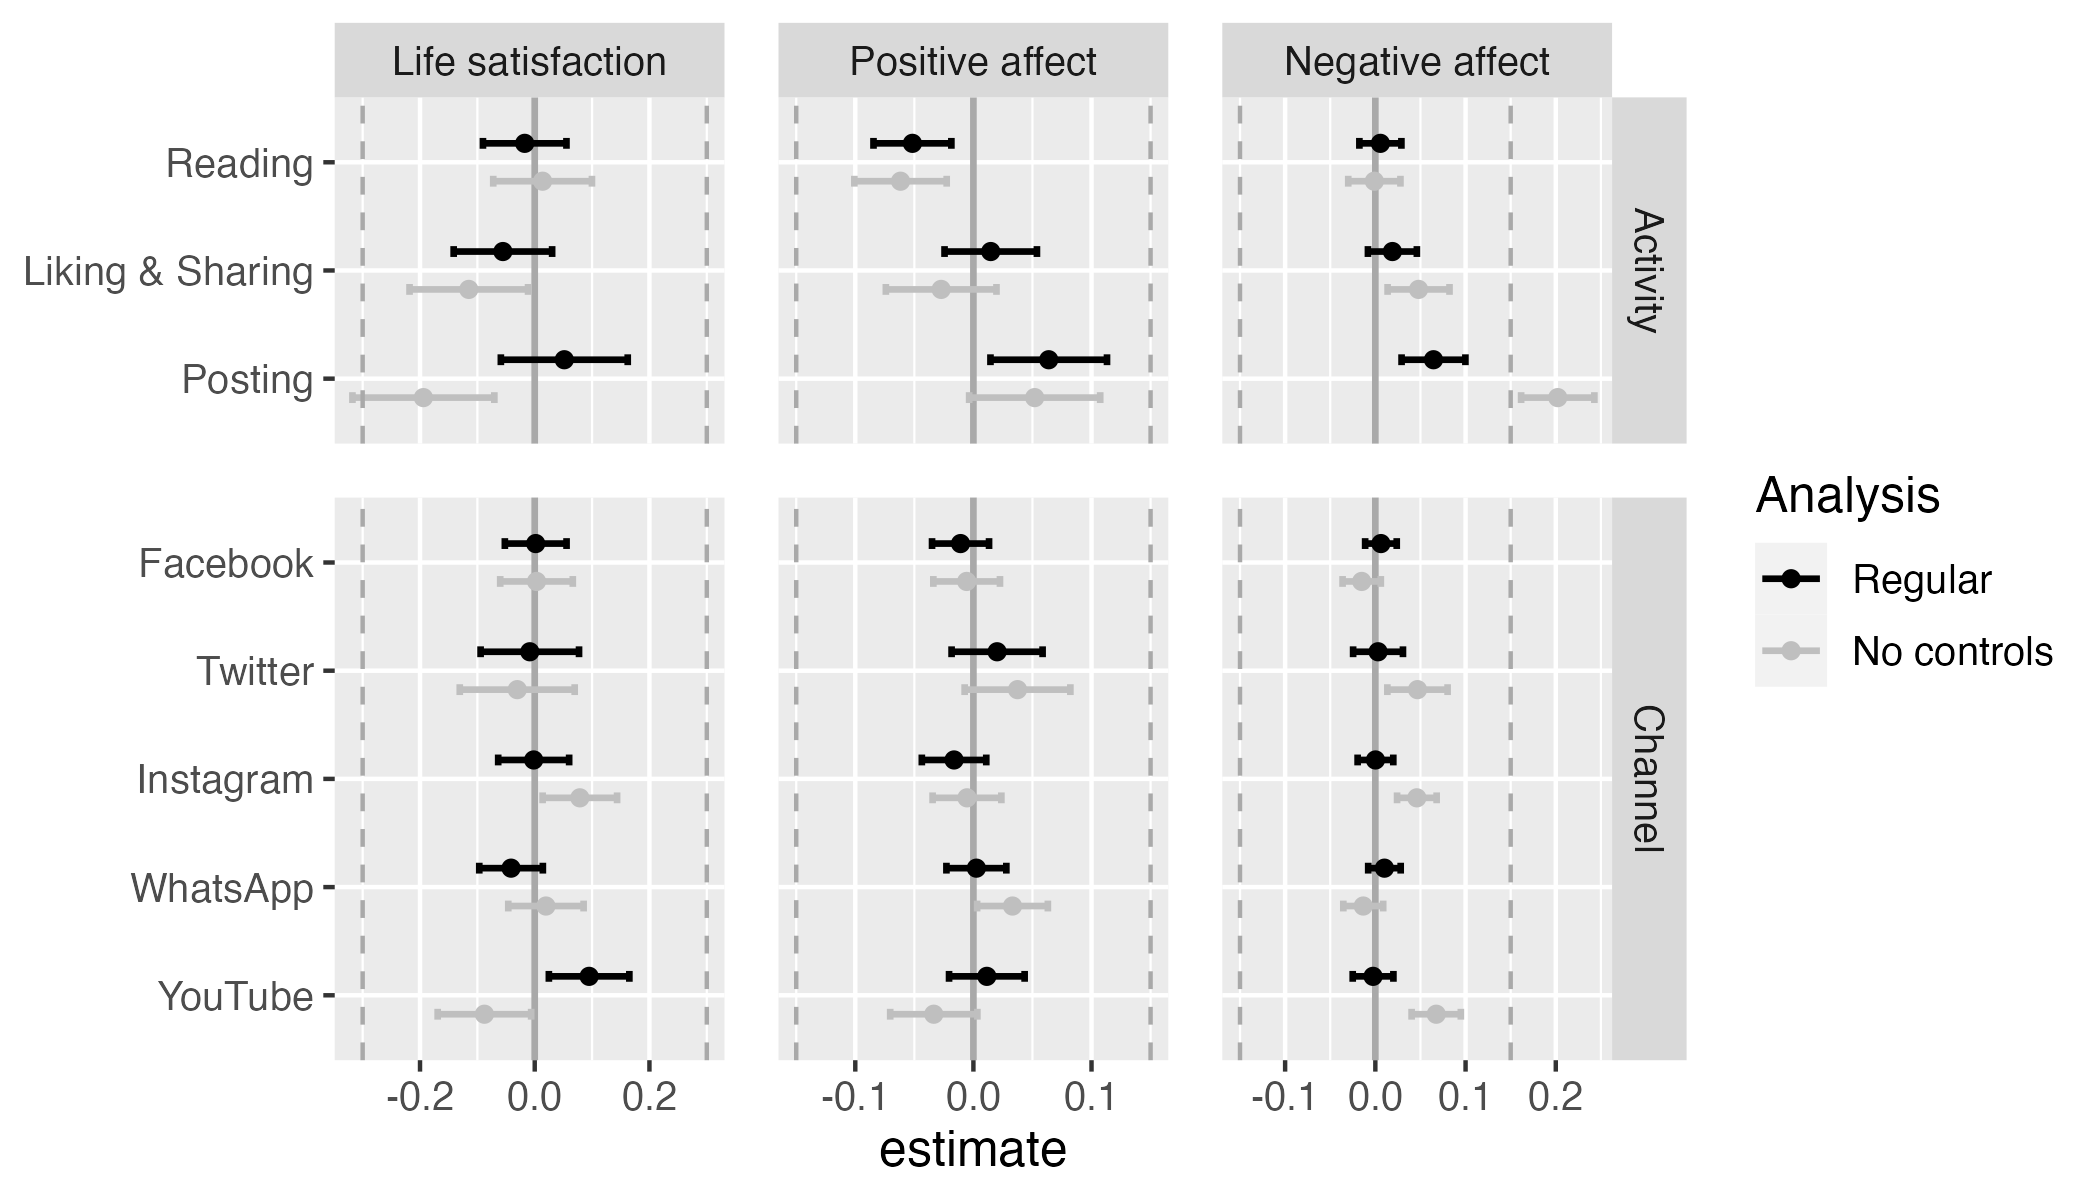 Life satisfaction
Positive affect
Negative affect
Reading
Liking & Sharing
Posting
Activity
Facebook
Twitter
Instagram
WhatsApp
YouTube
Channel
-0.2 0.0 0.2
-0.1 0.0 0.1
-0.1 0.0 0.1 0.2
estimate
Analysis
Regular
No controls